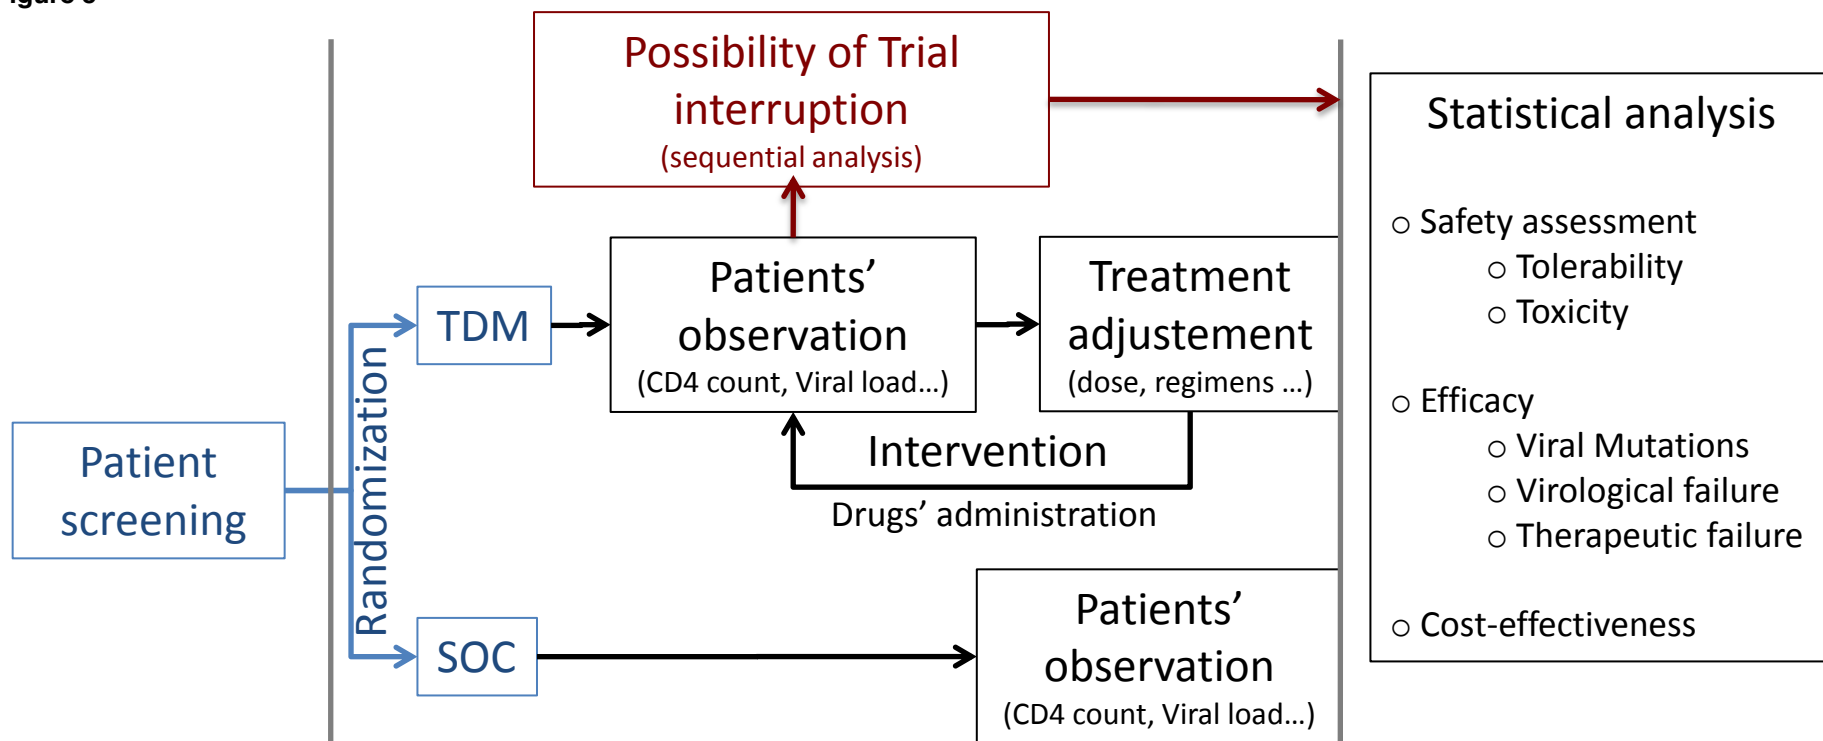 Possibility of Trial
interruption
(sequential analysis)
Statistical analysis
Safety assessment
Tolerability
Toxicity
Efficacy
Viral Mutations
Virological failure
Therapeutic failure
Cost-effectiveness
Patient
screening
Randomization
TDM
Patients’
observation
(CD4 count, Viral load...)
Treatment
adjustement
(dose, regimens ...)
Intervention
Drugs’ administration
SOC
Patients’
observation
(CD4 count, Viral load...)